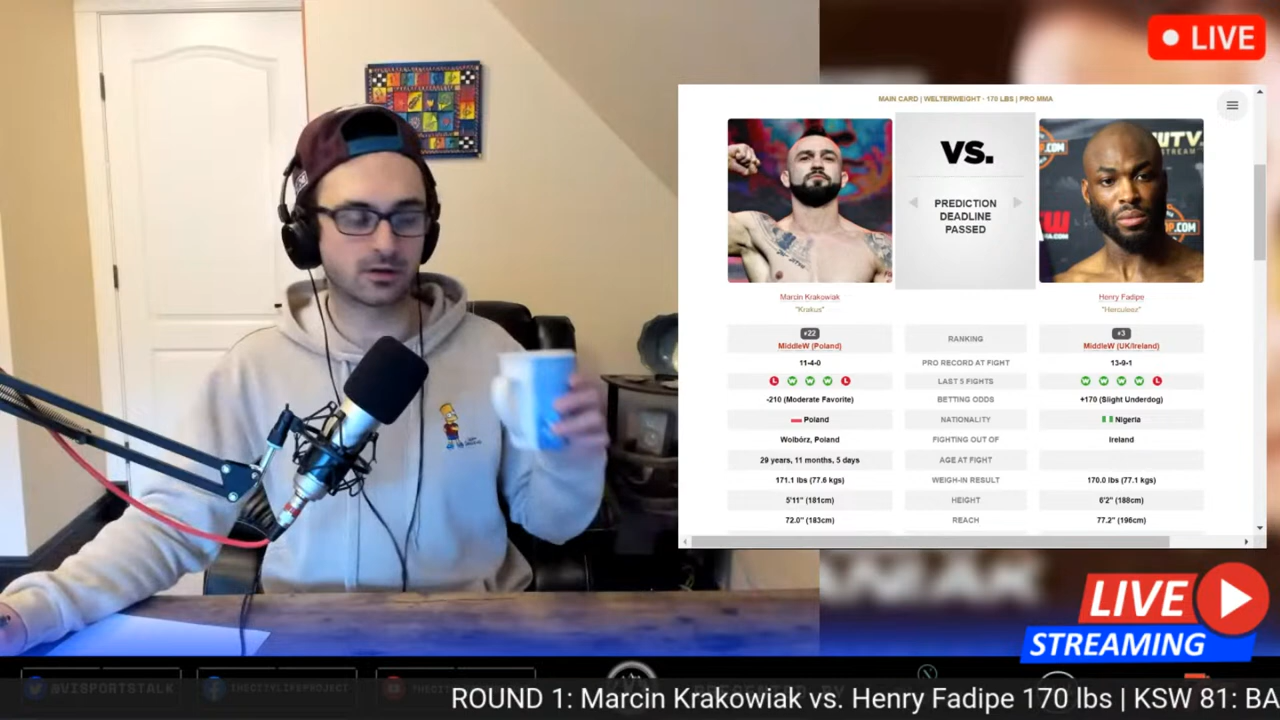 LIVE
MAIN CARD | WELTERWEIGHT · 170 LBS | PRO MMA
VS.
PREDICTION
DEADLINE
PASSED
Marcin Krakowiak
"Krakus"
Henry Fadipe
"Herculeez"
#22
MiddleW (Poland)
RANKING
#3
MiddleW (UK/Ireland)
11-4-0
PRO RECORD AT FIGHT
13-9-1
L W W W L
LAST 5 FIGHTS
W W W W L
-210 (Moderate Favorite)
BETTING ODDS
+170 (Slight Underdog)
Poland
NATIONALITY
Nigeria
Wolbórz, Poland
FIGHTING OUT OF
Ireland
29 years, 11 months, 5 days
AGE AT FIGHT
171.1 lbs (77.6 kgs)
WEIGH-IN RESULT
170.0 lbs (77.1 kgs)
5'11" (181cm)
HEIGHT
6'2" (188cm)
72.0" (183cm)
REACH
77.2" (196cm)
LIVE
STREAMING
@VISPORTSTALK
THECITYLIFEPROJECT
ROUND 1: Marcin Krakowiak vs. Henry Fadipe 170 lbs | KSW 81: BA